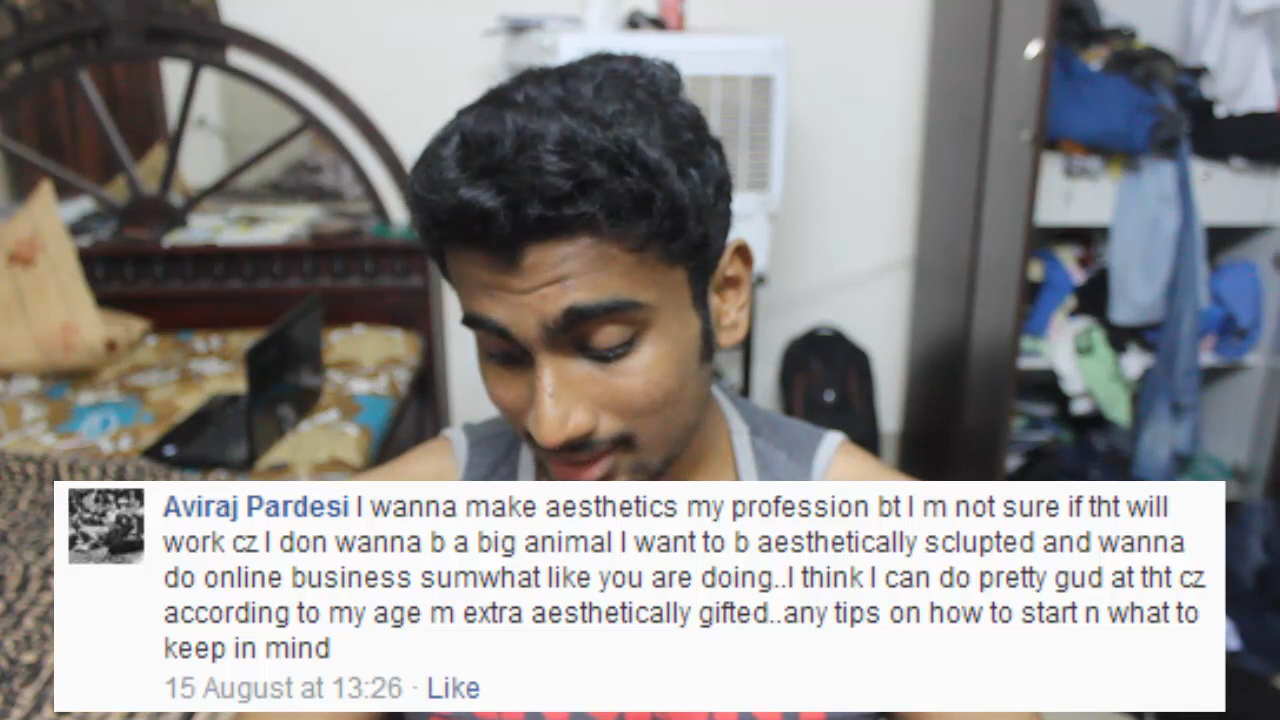 Aviraj Pardesi I wanna make aesthetics my profession bt I m not sure if tht will
work cz I don wanna b a big animal I want to b aesthetically sclupted and wanna
do online business sumwhat like you are doing..I think I can do pretty gud at tht cz
according to my age m extra aesthetically gifted..any tips on how to start n what to
keep in mind
15 August at 13:26 · Like